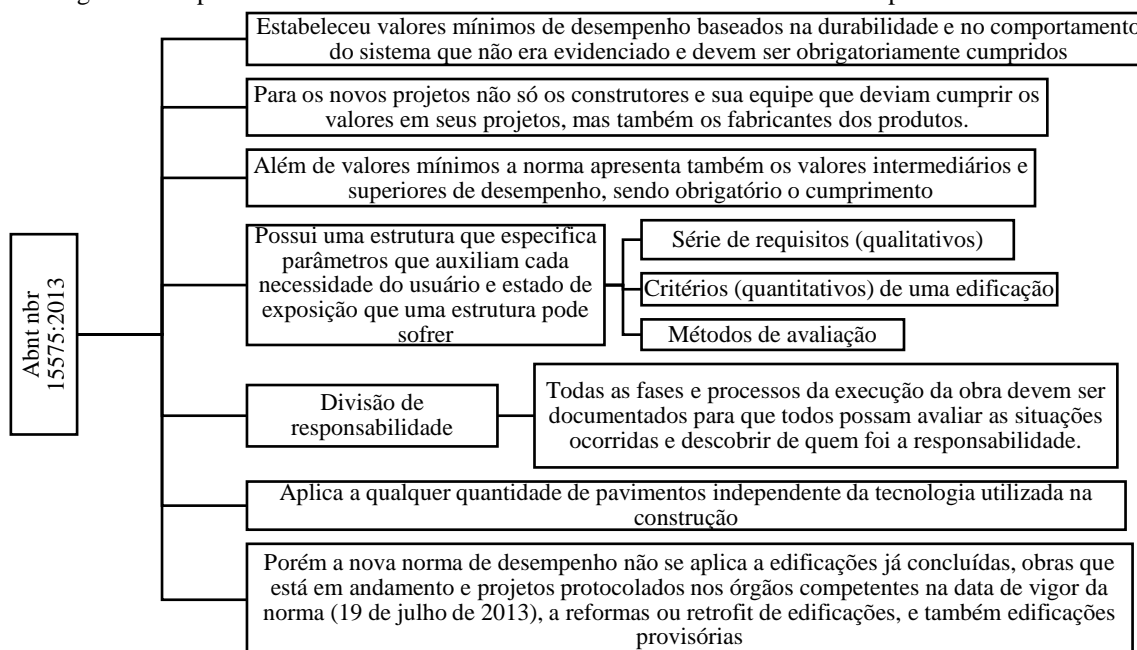 Estabeleceu valores mínimos de desempenho baseados na durabilidade e no comportamento
do sistema que não era evidenciado e devem ser obrigatoriamente cumpridos
Para os novos projetos não só os construtores e sua equipe que deviam cumprir os
valores em seus projetos, mas também os fabricantes dos produtos.
Além de valores mínimos a norma apresenta também os valores intermediários e
superiores de desempenho, sendo obrigatório o cumprimento
Abnt nbr
15575:2013
Possui uma estrutura que especifica
parâmetros que auxiliam cada
necessidade do usuário e estado de
exposição que uma estrutura pode
sofrer
Série de requisitos (qualitativos)
Critérios (quantitativos) de uma edificação
Métodos de avaliação
Divisão de
responsabilidade
Todas as fases e processos da execução da obra devem ser
documentados para que todos possam avaliar as situações
ocorridas e descobrir de quem foi a responsabilidade.
Aplica a qualquer quantidade de pavimentos independente da tecnologia utilizada na
construção
Porém a nova norma de desempenho não se aplica a edificações já concluídas, obras que
está em andamento e projetos protocolados nos órgãos competentes na data de vigor da
norma (19 de julho de 2013), a reformas ou retrofit de edificações, e também edificações
provisórias